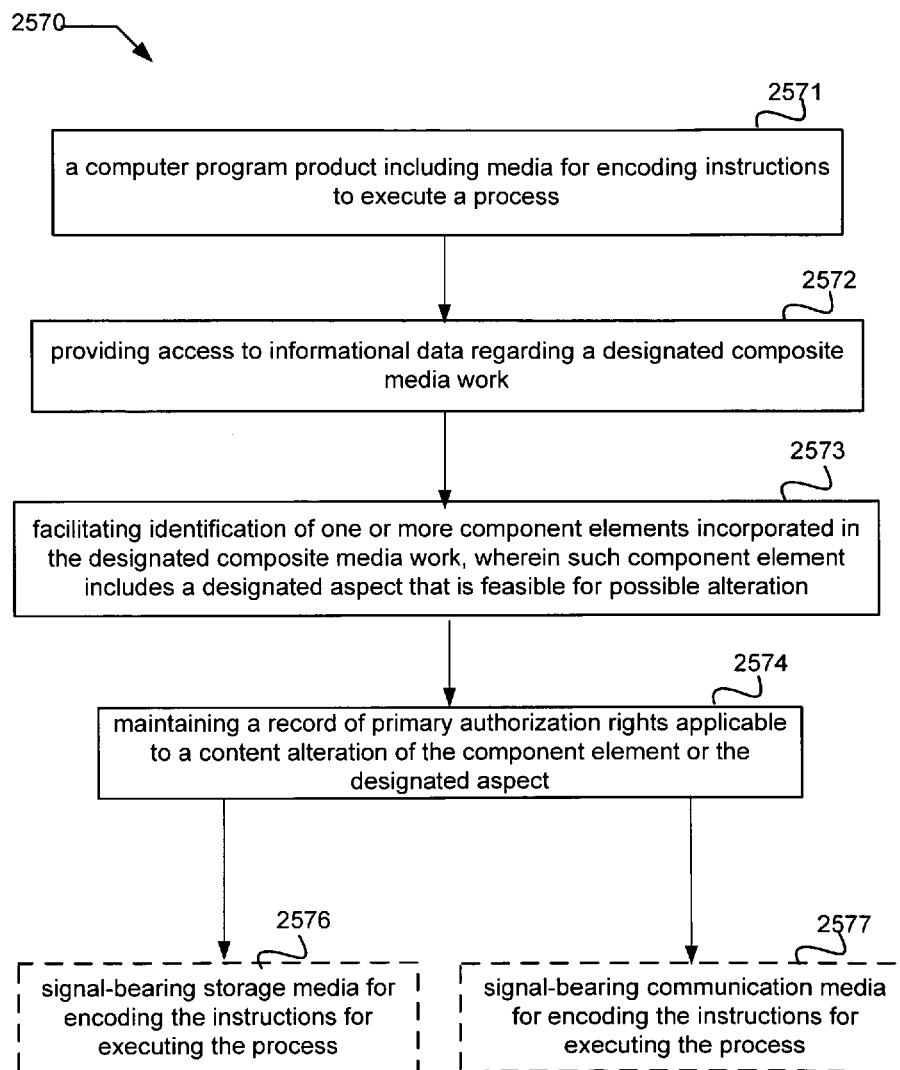 2570
2571
a computer program product including media for encoding instructions
to execute a process
2572
providing access to informational data regarding a designated composite
media work
2573
facilitating identification of one or more component elements incorporated in
the designated composite media work, wherein such component element
includes a designated aspect that is feasible for possible alteration
2574
maintaining a record of primary authorization rights applicable
to a content alteration of the component element or the
designated aspect
2576
signal-bearing storage media for
encoding the instructions for
executing the process
2577
signal-bearing communication media
for encoding the instructions for
executing the process